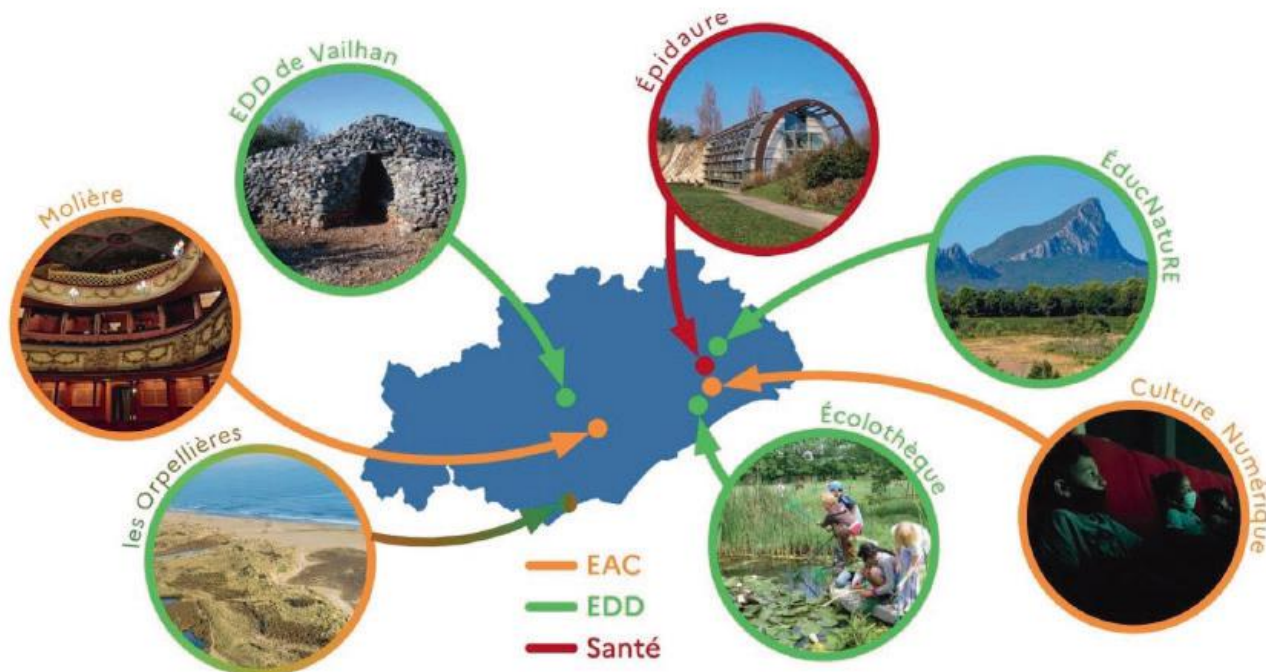 EDD de Vailhan
Épidaure
ÉducNatuRE
Molière
les Orpellières
Écolothèque
Culture Numérique
EAC
EDD
Santé